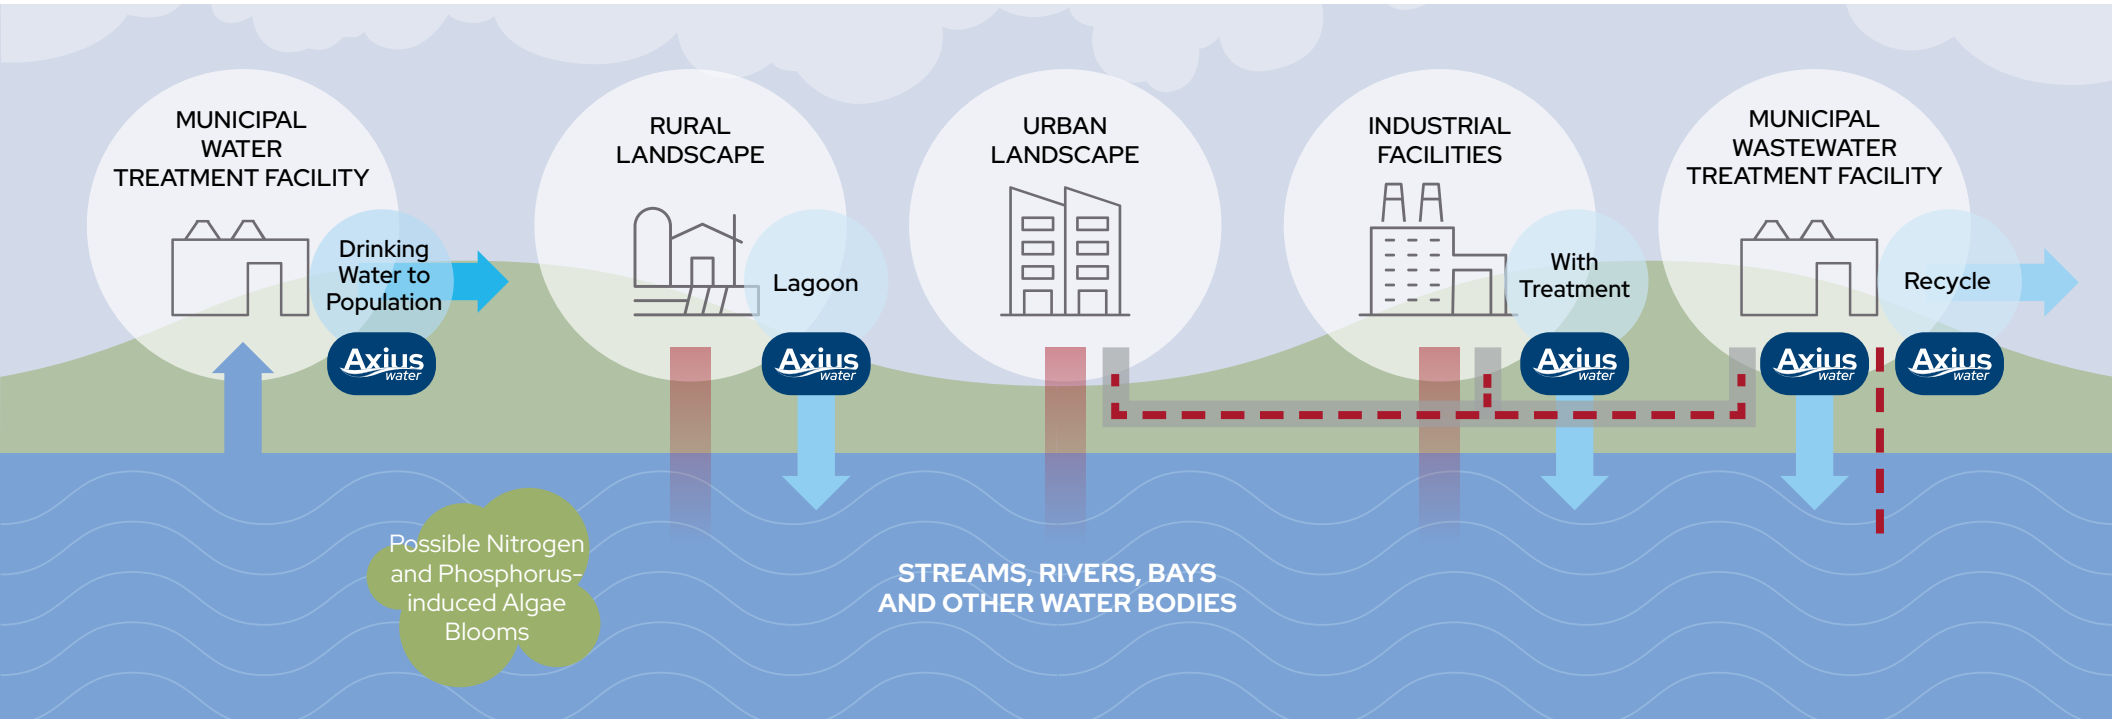 MUNICIPAL
WATER
TREATMENT FACILITY
Drinking
Water to
Population
Axius
water
RURAL
LANDSCAPE
Lagoon
Axius
water
URBAN
LANDSCAPE
INDUSTRIAL
FACILITIES
With
Treatment
Axius
water
MUNICIPAL
WASTEWATER
TREATMENT FACILITY
Axius
water
Recycle
Axius
water
Possible Nitrogen
and Phosphorus-
induced Algae
Blooms
STREAMS, RIVERS, BAYS
AND OTHER WATER BODIES